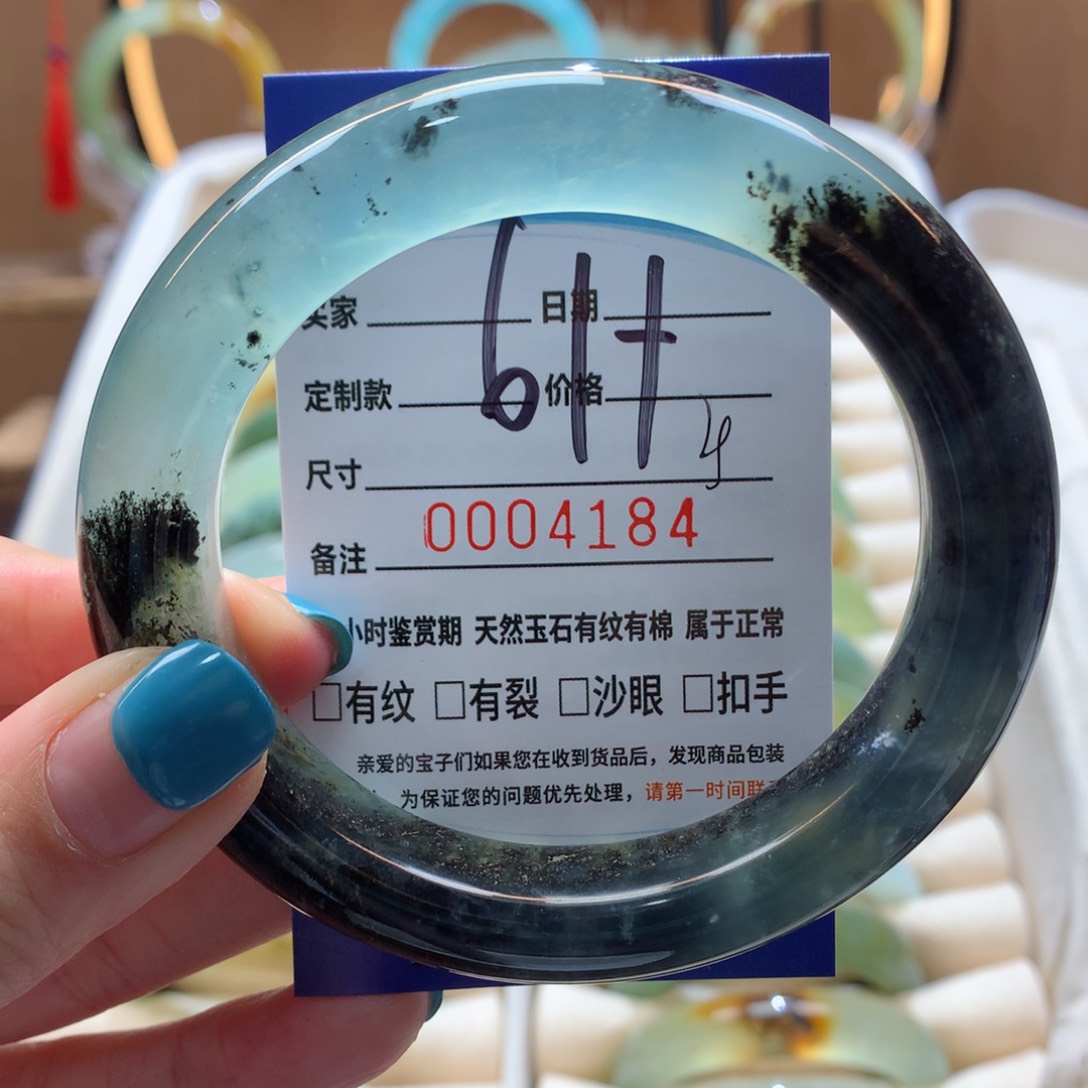 卖家 日期
定制款 价格
尺寸
备注 0004184
小时鉴赏期 天然玉石有纹有棉 属于正常
□有纹 □有裂 □沙眼 □扣手
亲爱的宝子们如果您在收到货品后，发现商品包装
为保证您的问题优先处理，请第一时间联